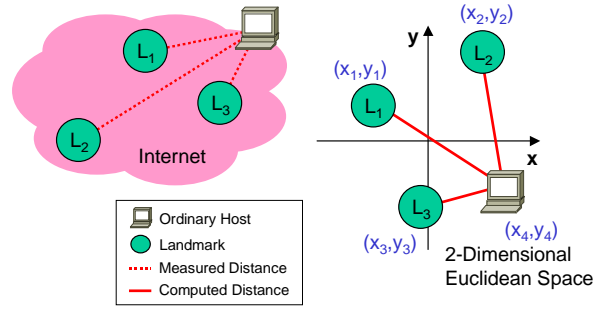 L1
L2
L3
Internet
Ordinary Host
Landmark
Measured Distance
Computed Distance
y
(x2,y2)
L2
(x1,y1)
L1
x
L3
(x3,y3)
(x4,y4)
2-Dimensional
Euclidean Space